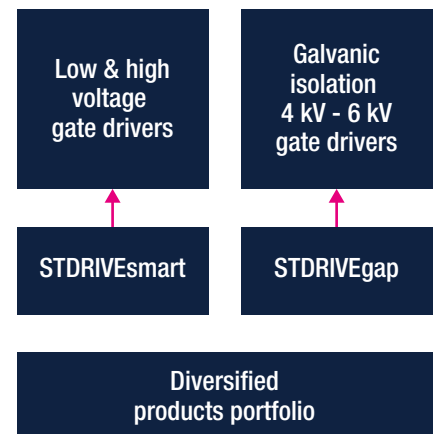 Low & high
voltage
gate drivers
Galvanic
isolation
4 kV - 6 kV
gate drivers
STDRIVEsmart
STDRIVEgap
Diversified
products portfolio